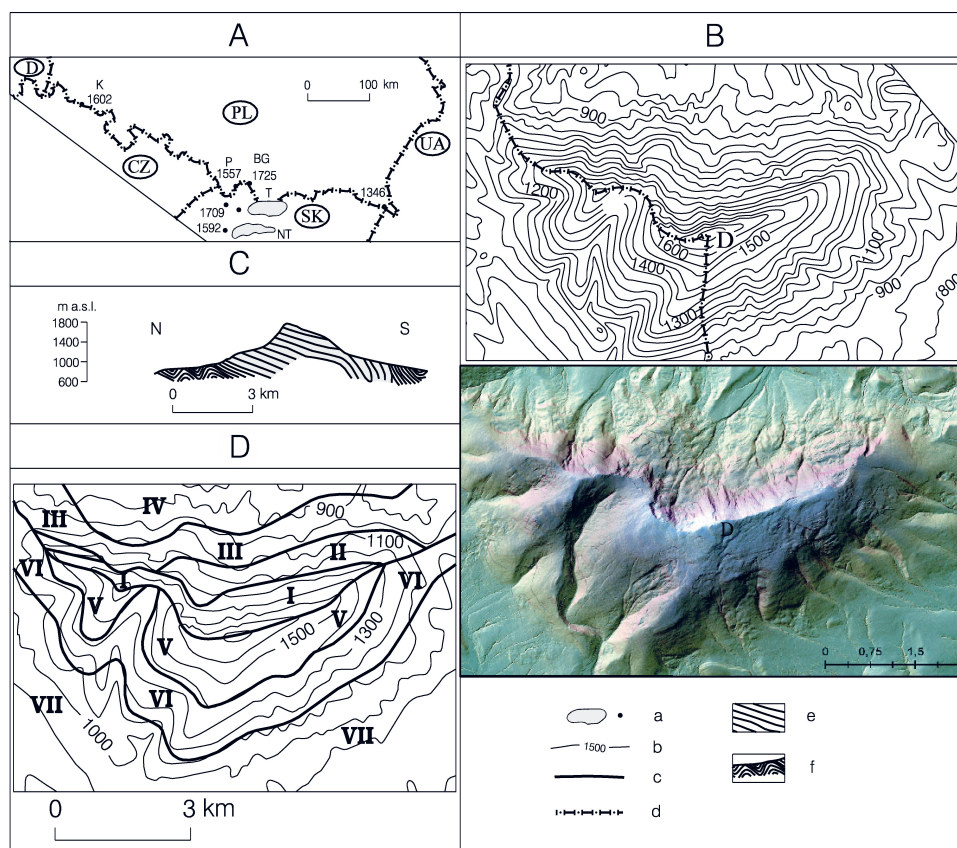 A
D
K
1602
0 100 km
PL
CZ
UA
P
1557
BG
1725
T
1346
1709
SK
1592
NT
B
900
1200
D
1600
1500
1400
1100
1300
900
800
C
m a.s.l.
1800
1400
1000
600
N
S
0 3 km
D
IV
III
900
III
II
1100
VI
I
I
VI
V
V
V
1500
1300
VI
VII
VII
1000
0 3 km
D
0 0,75 1,5
a
1500 b
c
d
e
f